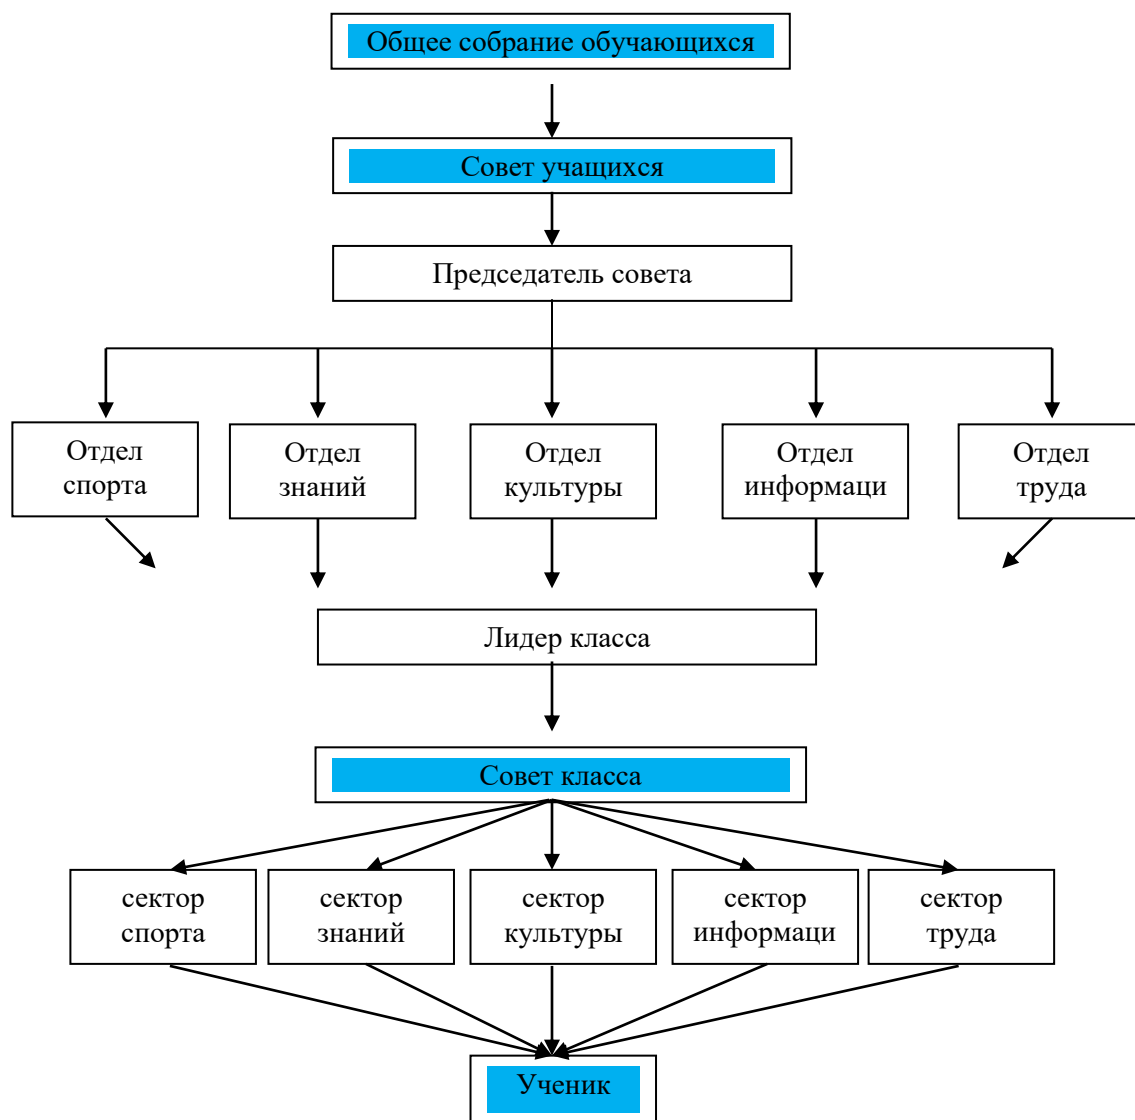 Общее собрание обучающихся
Совет учащихся
Председатель совета
Отдел
спорта
Отдел
знаний
Отдел
культуры
Отдел
информаци
Отдел
труда
Лидер класса
Совет класса
сектор
спорта
сектор
знаний
сектор
культуры
сектор
информаци
сектор
труда
Ученик